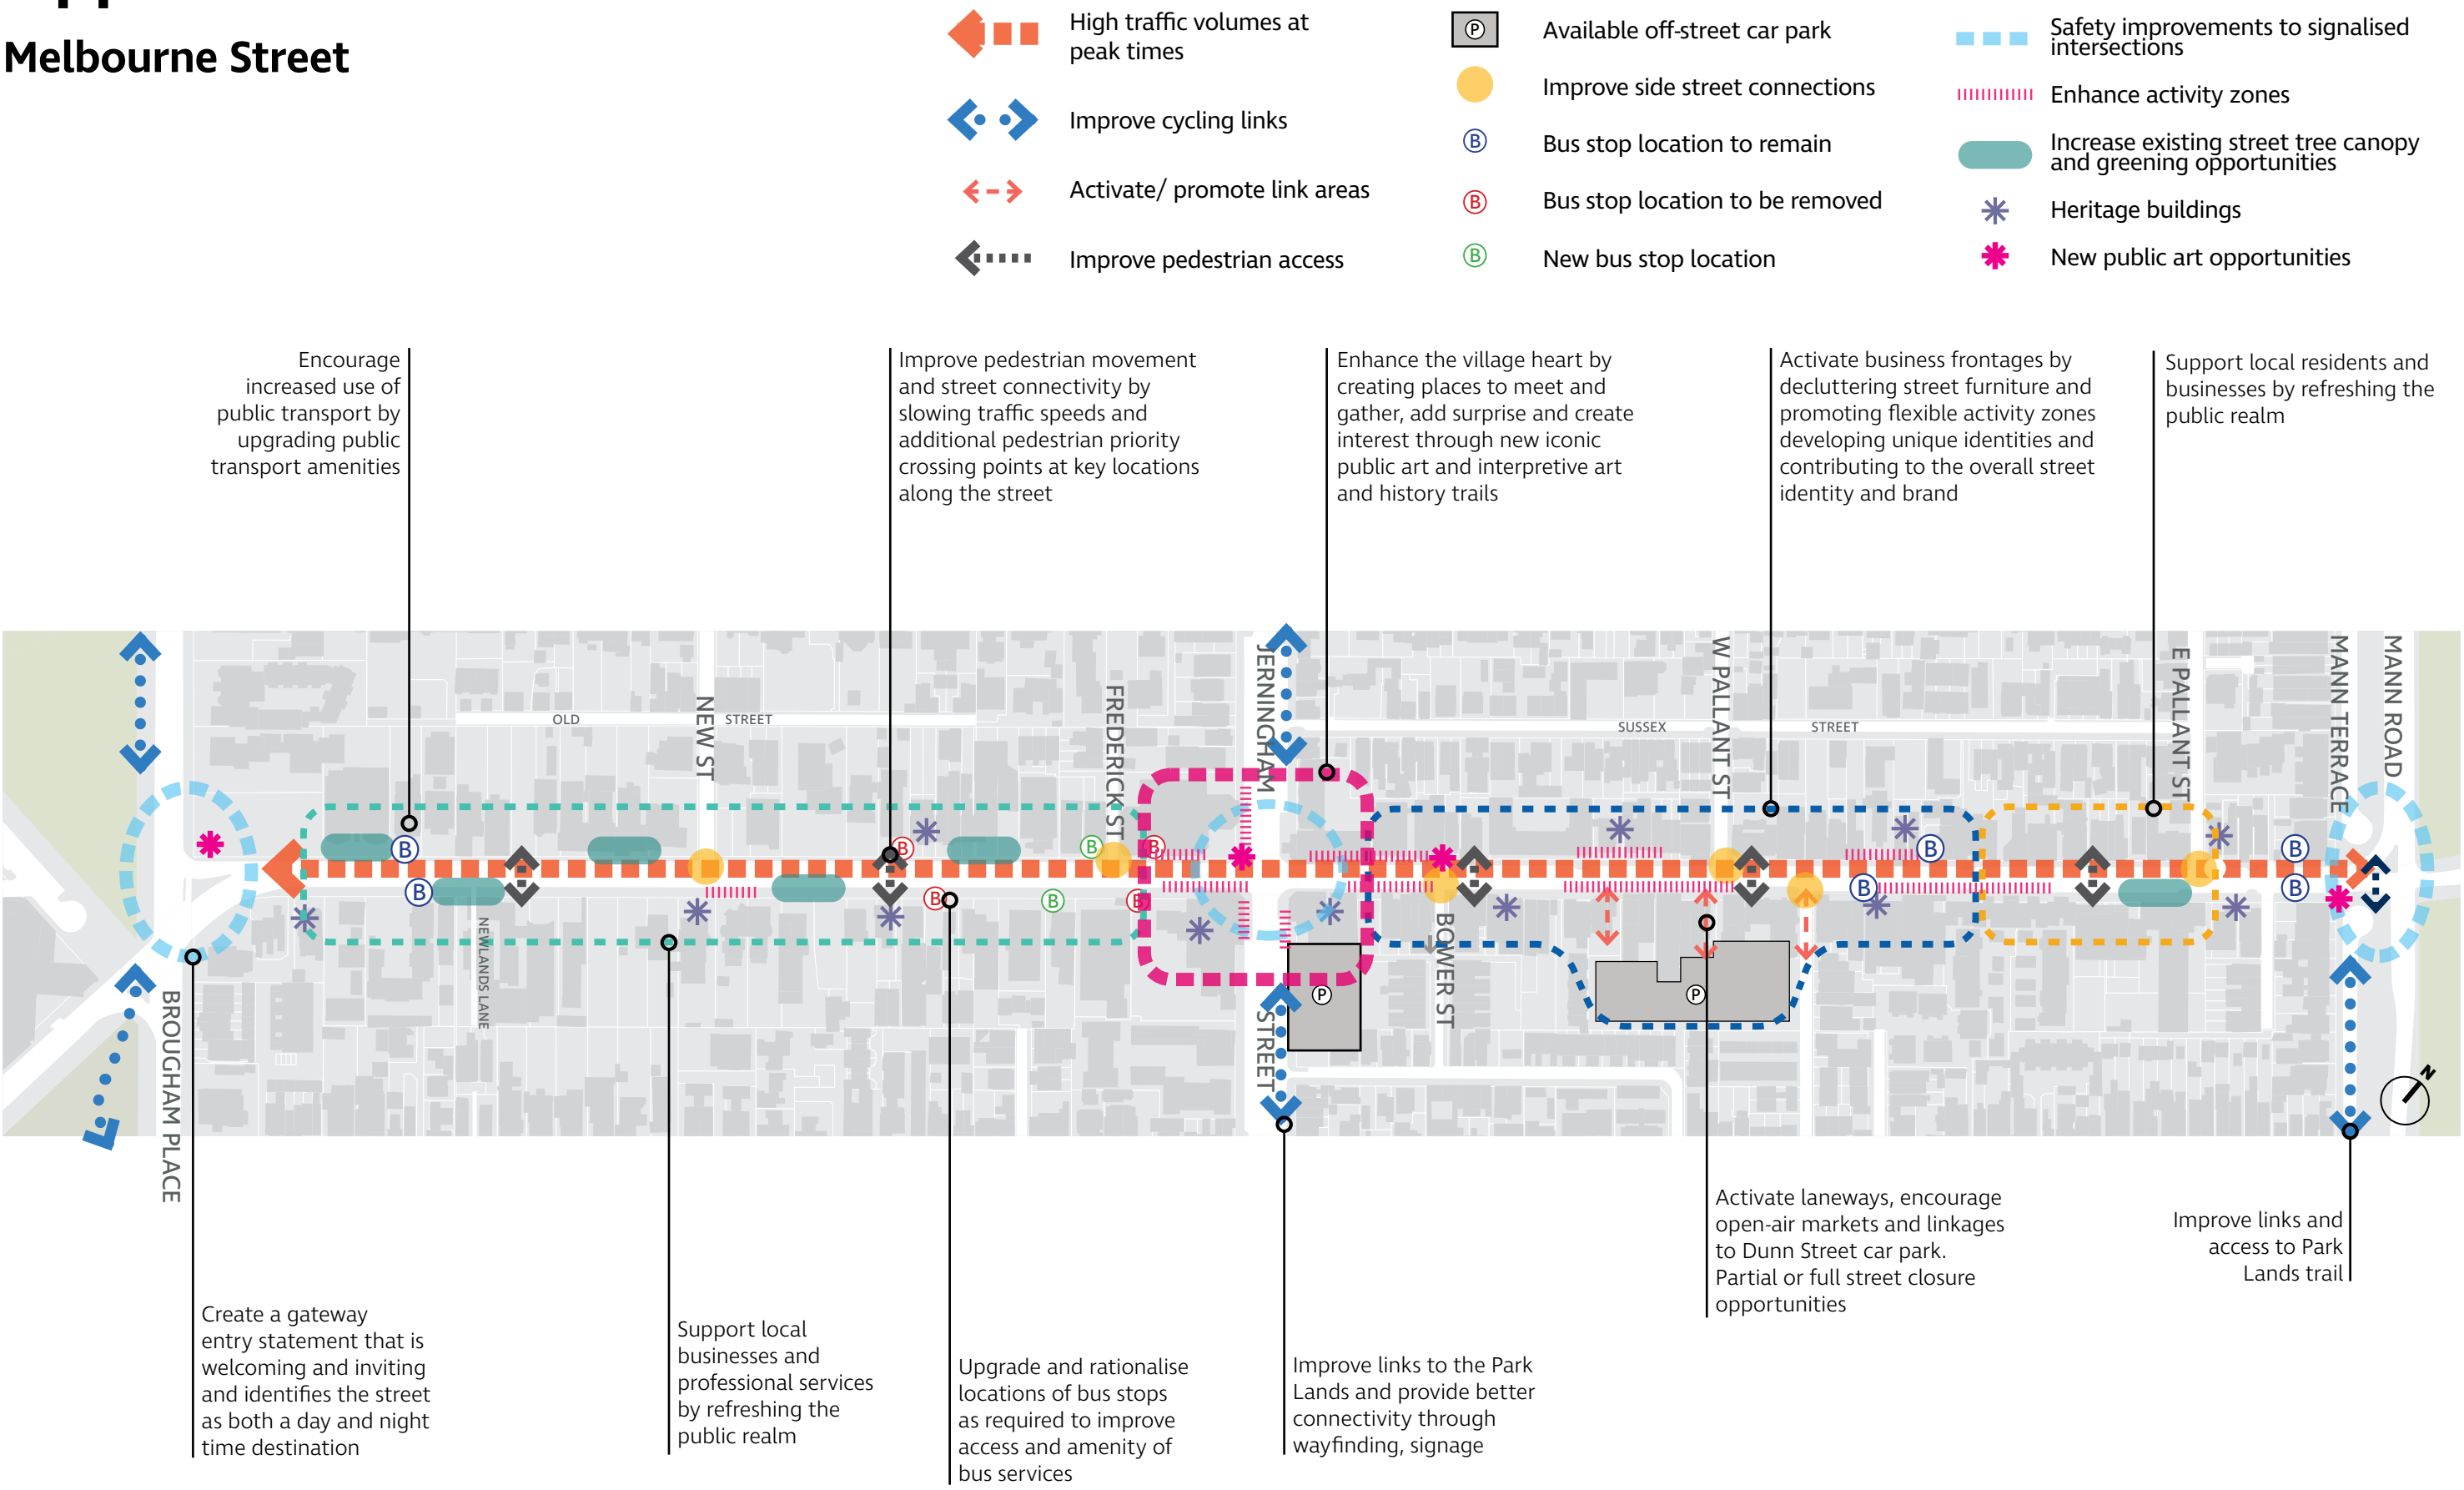 Melbourne Street
High traffic volumes at
peak times
Improve cycling links
Activate/ promote link areas
Improve pedestrian access
P
Available off-street car park
Improve side street connections
B
Bus stop location to remain
B
Bus stop location to be removed
B
New bus stop location
Safety improvements to signalised
intersections
Enhance activity zones
Increase existing street tree canopy
and greening opportunities
Heritage buildings
New public art opportunities
Encourage
increased use of
public transport by
upgrading public
transport amenities
Improve pedestrian movement
and street connectivity by
slowing traffic speeds and
additional pedestrian priority
crossing points at key locations
along the street
Enhance the village heart by
creating places to meet and
gather, add surprise and create
interest through new iconic
public art and interpretive art
and history trails
Activate business frontages by
decluttering street furniture and
promoting flexible activity zones
developing unique identities and
contributing to the overall street
identity and brand
Support local residents and
businesses by refreshing the
public realm
OLD STREET
NEW ST
FREDERICK ST
JERNINGHAM STREET
SUSSEX STREET
W PALLANT ST
E PALLANT ST
MANN TERRACE
MANN ROAD
B
B
B
B
B
B
B
B
B
B
B
B
NEWLANDS LANE
BOWER ST
BROUGHAM PLACE
P
P
N
Create a gateway
entry statement that is
welcoming and inviting
and identifies the street
as both a day and night
time destination
Support local
businesses and
professional services
by refreshing the
public realm
Upgrade and rationalise
locations of bus stops
as required to improve
access and amenity of
bus services
Improve links to the Park
Lands and provide better
connectivity through
wayfinding, signage
Activate laneways, encourage
open-air markets and linkages
to Dunn Street car park.
Partial or full street closure
opportunities
Improve links and
access to Park
Lands trail